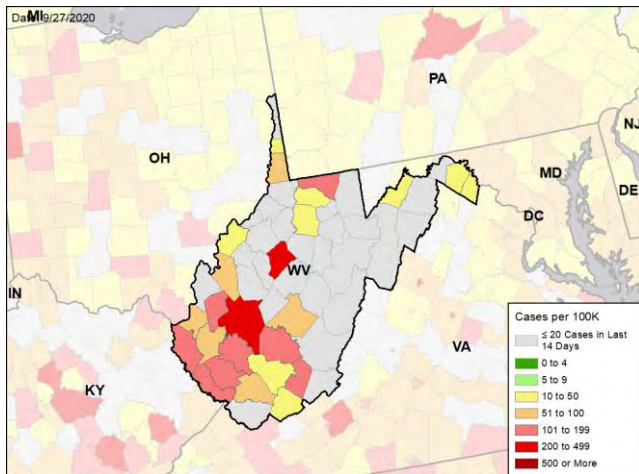 Date: 9/27/2020
MI
PA
OH
NJ
MD
DE
DC
WV
IN
VA
KY
Cases per 100K
≤ 20 Cases in Last
14 Days
0 to 4
5 to 9
10 to 50
51 to 100
101 to 199
200 to 499
500 or More